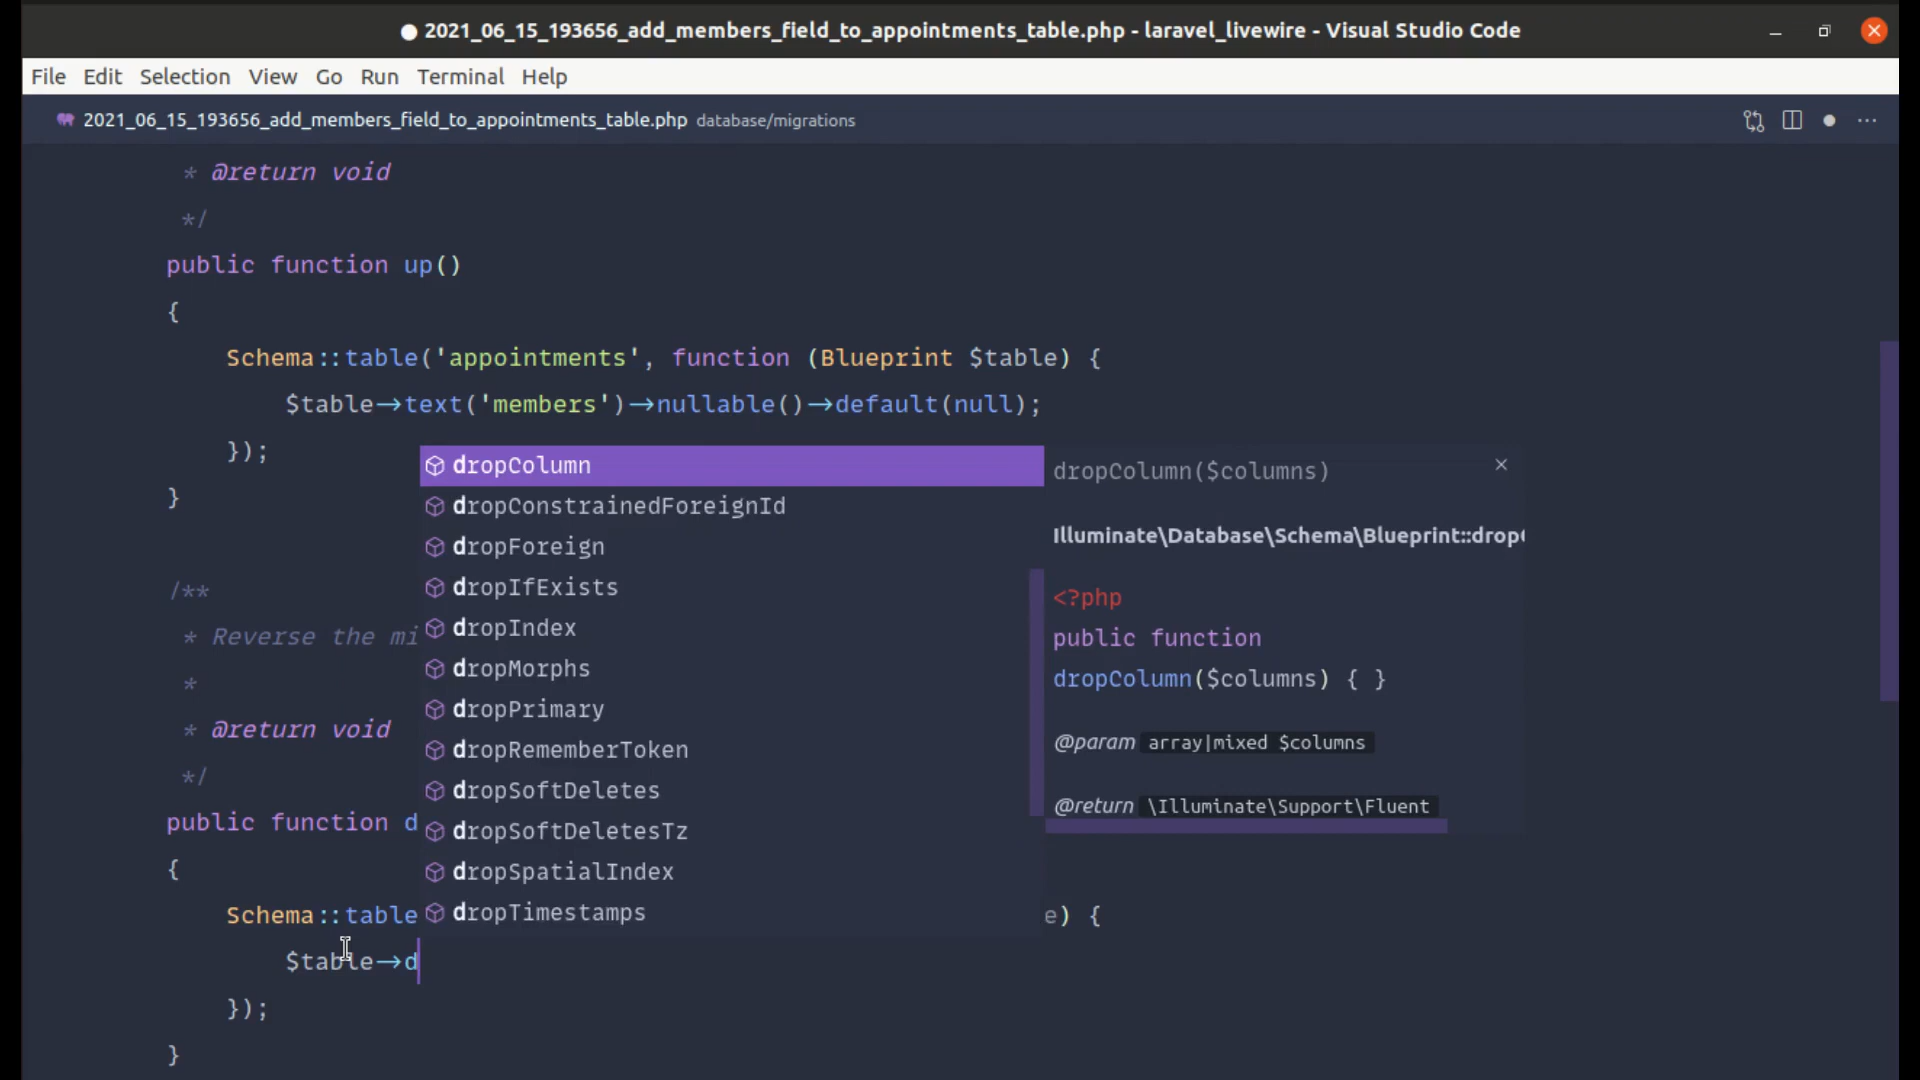 ● 2021_06_15_193656_add_members_field_to_appointments_table.php - laravel_livewire - Visual Studio Code
File Edit Selection View Go Run Terminal Help
2021_06_15_193656_add_members_field_to_appointments_table.php database/migrations
* @return void
*/
public function up()
{
Schema::table('appointments', function (Blueprint $table) {
$table->text('members')->nullable()->default(null);
});
}
/**
* Reverse the mi
*
* @return void
*/
public function d
{
Schema::table
e) {
$table->d
});
}
dropColumn
dropConstrainedForeignId
dropForeign
dropIfExists
dropIndex
dropMorphs
dropPrimary
dropRememberToken
dropSoftDeletes
dropSoftDeletesTz
dropSpatialIndex
dropTimestamps
dropColumn($columns)
Illuminate\Database\Schema\Blueprint::drop
<?php
public function
dropColumn($columns) { }
@param array|mixed $columns
@return \Illuminate\Support\Fluent